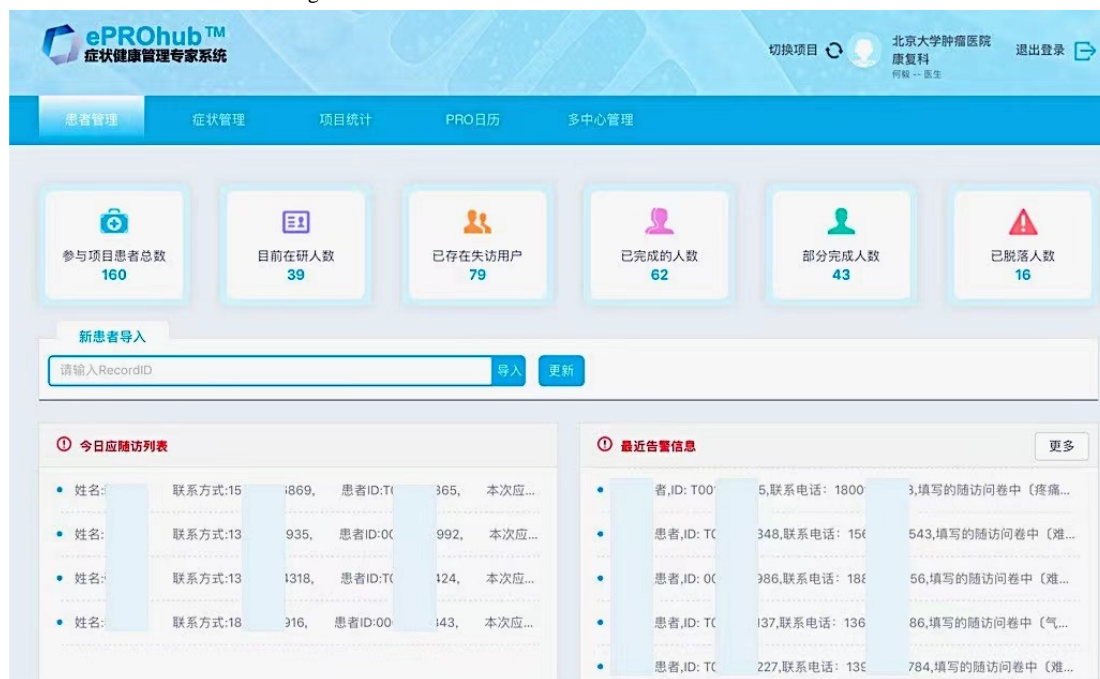 ePROhub™
症状健康管理专家系统
切换项目
北京大学肿瘤医院
康复科
何毅 -- 医生
退出登录
患者管理 症状管理 项目统计 PRO日历 多中心管理
参与项目患者总数
160
目前在研人数
39
已存在失访用户
79
已完成的人数
62
部分完成人数
43
已脱落人数
16
新患者导入
请输入RecordID 导入 更新
今日应随访列表
姓名: 联系方式:15 869, 患者ID:T 365, 本次应...
姓名: 联系方式:13 935, 患者ID:00 992, 本次应...
姓名: 联系方式:13 4318, 患者ID:T 424, 本次应...
姓名: 联系方式:18 916, 患者ID:00 443, 本次应...
最近告警信息 更多
者,ID: T00 5,联系电话: 1800 3,填写的随访问卷中〔疼痛...
患者,ID: T 348,联系电话: 156 543,填写的随访问卷中〔难...
患者,ID: 00 986,联系电话: 188 56,填写的随访问卷中〔难...
患者,ID: T 137,联系电话: 136 86,填写的随访问卷中〔气...
患者,ID: T 227,联系电话: 139 784,填写的随访问卷中〔难...